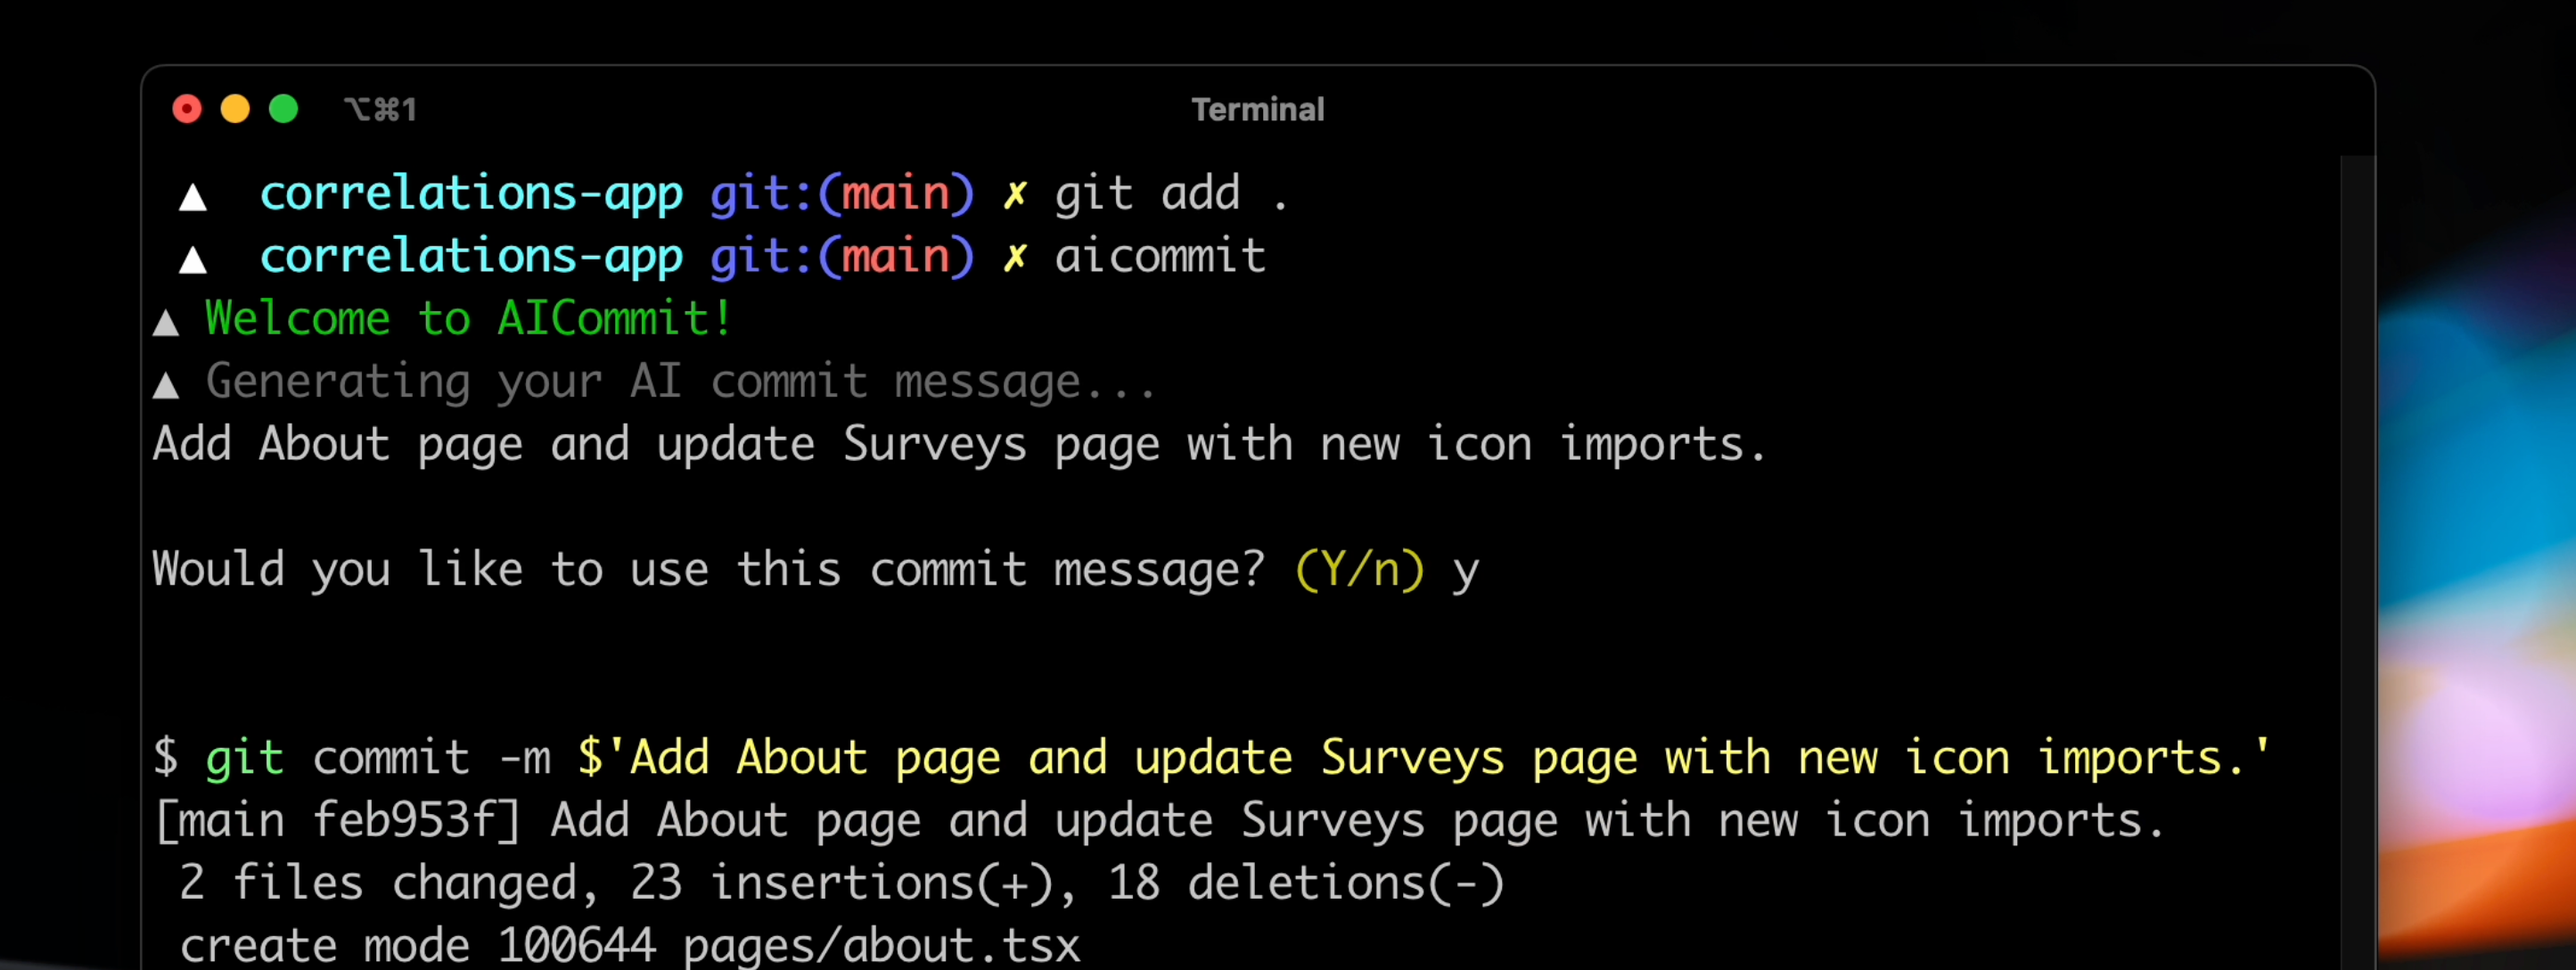 ⌥⌘1 Terminal
▲ correlations-app git:(main) ✗ git add .
▲ correlations-app git:(main) ✗ aicommit
▲ Welcome to AICommit!
▲ Generating your AI commit message...
Add About page and update Surveys page with new icon imports.
Would you like to use this commit message? (Y/n) y
$ git commit -m $'Add About page and update Surveys page with new icon imports.'
[main feb953f] Add About page and update Surveys page with new icon imports.
2 files changed, 23 insertions(+), 18 deletions(-)
create mode 100644 pages/about.tsx